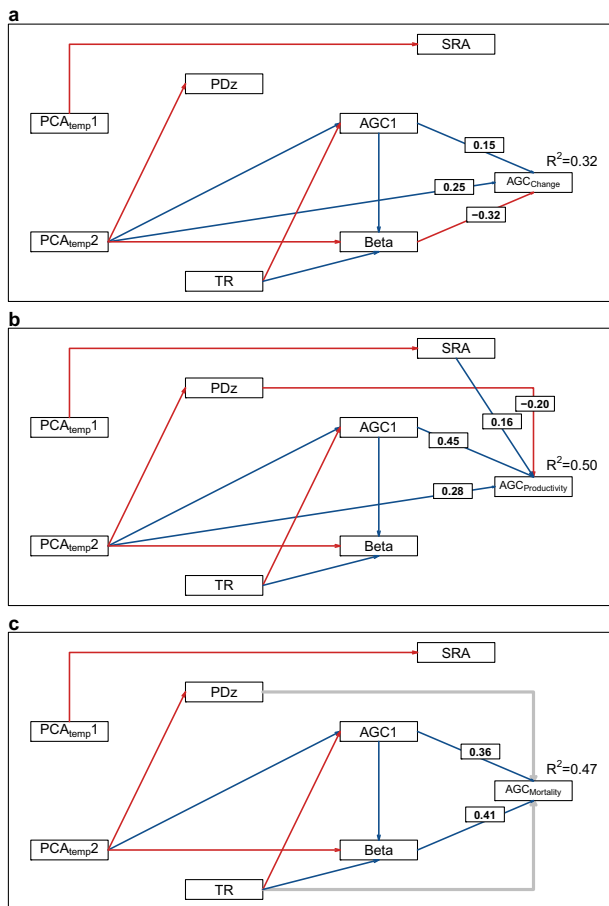 a
SRA
PDz
PCAtemp1
AGC1
0.15
R²=0.32
AGCChange
0.25
−0.32
PCAtemp2
Beta
TR
b
SRA
PDz
−0.20
PCAtemp1
AGC1
0.16
0.45
R²=0.50
AGCProductivity
0.28
PCAtemp2
Beta
TR
c
SRA
PDz
PCAtemp1
AGC1
0.36
R²=0.47
AGCMortality
0.41
PCAtemp2
Beta
TR